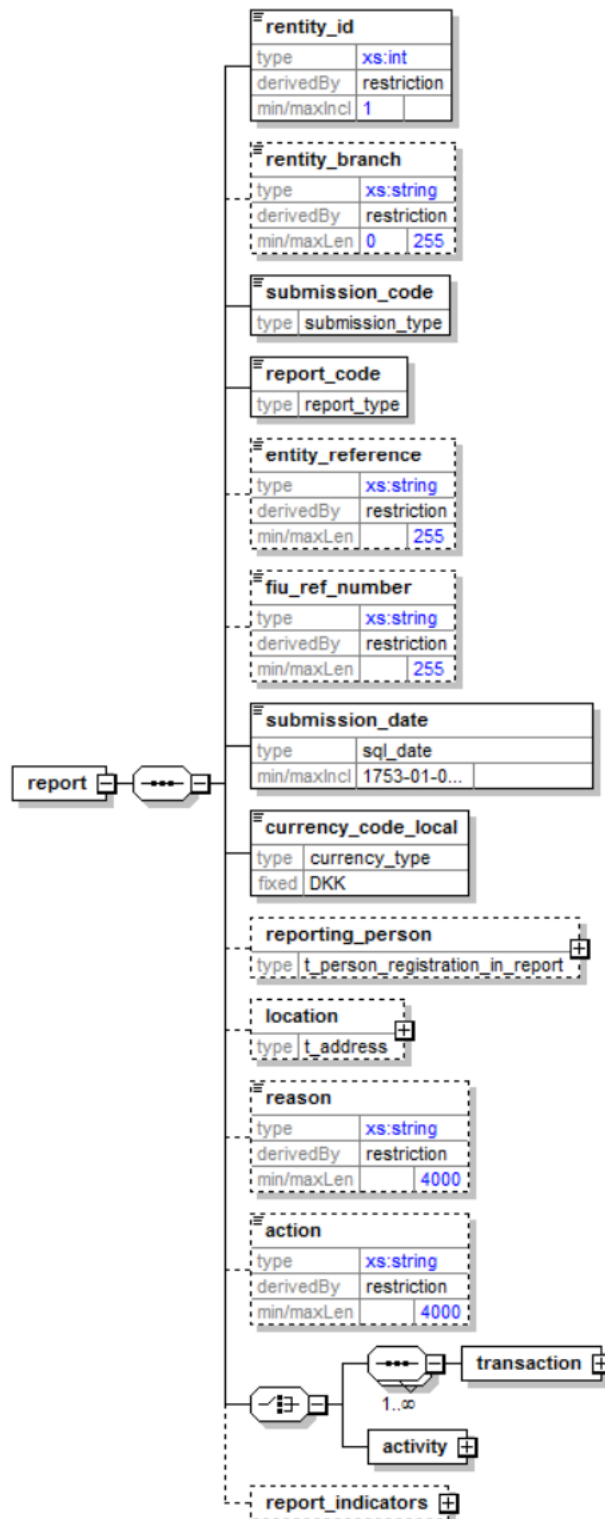 rentity_id
type xs:int
derivedBy restriction
min/maxIncl 1
rentity_branch
type xs:string
derivedBy restriction
min/maxLen 0 255
submission_code
type submission_type
report_code
type report_type
entity_reference
type xs:string
derivedBy restriction
min/maxLen 255
fiu_ref_number
type xs:string
derivedBy restriction
min/maxLen 255
submission_date
type sql_date
min/maxIncl 1753-01-0...
report
currency_code_local
type currency_type
fixed DKK
reporting_person
type t_person_registration_in_report
location
type t_address
reason
type xs:string
derivedBy restriction
min/maxLen 4000
action
type xs:string
derivedBy restriction
min/maxLen 4000
transaction
1..∞
activity
report_indicators